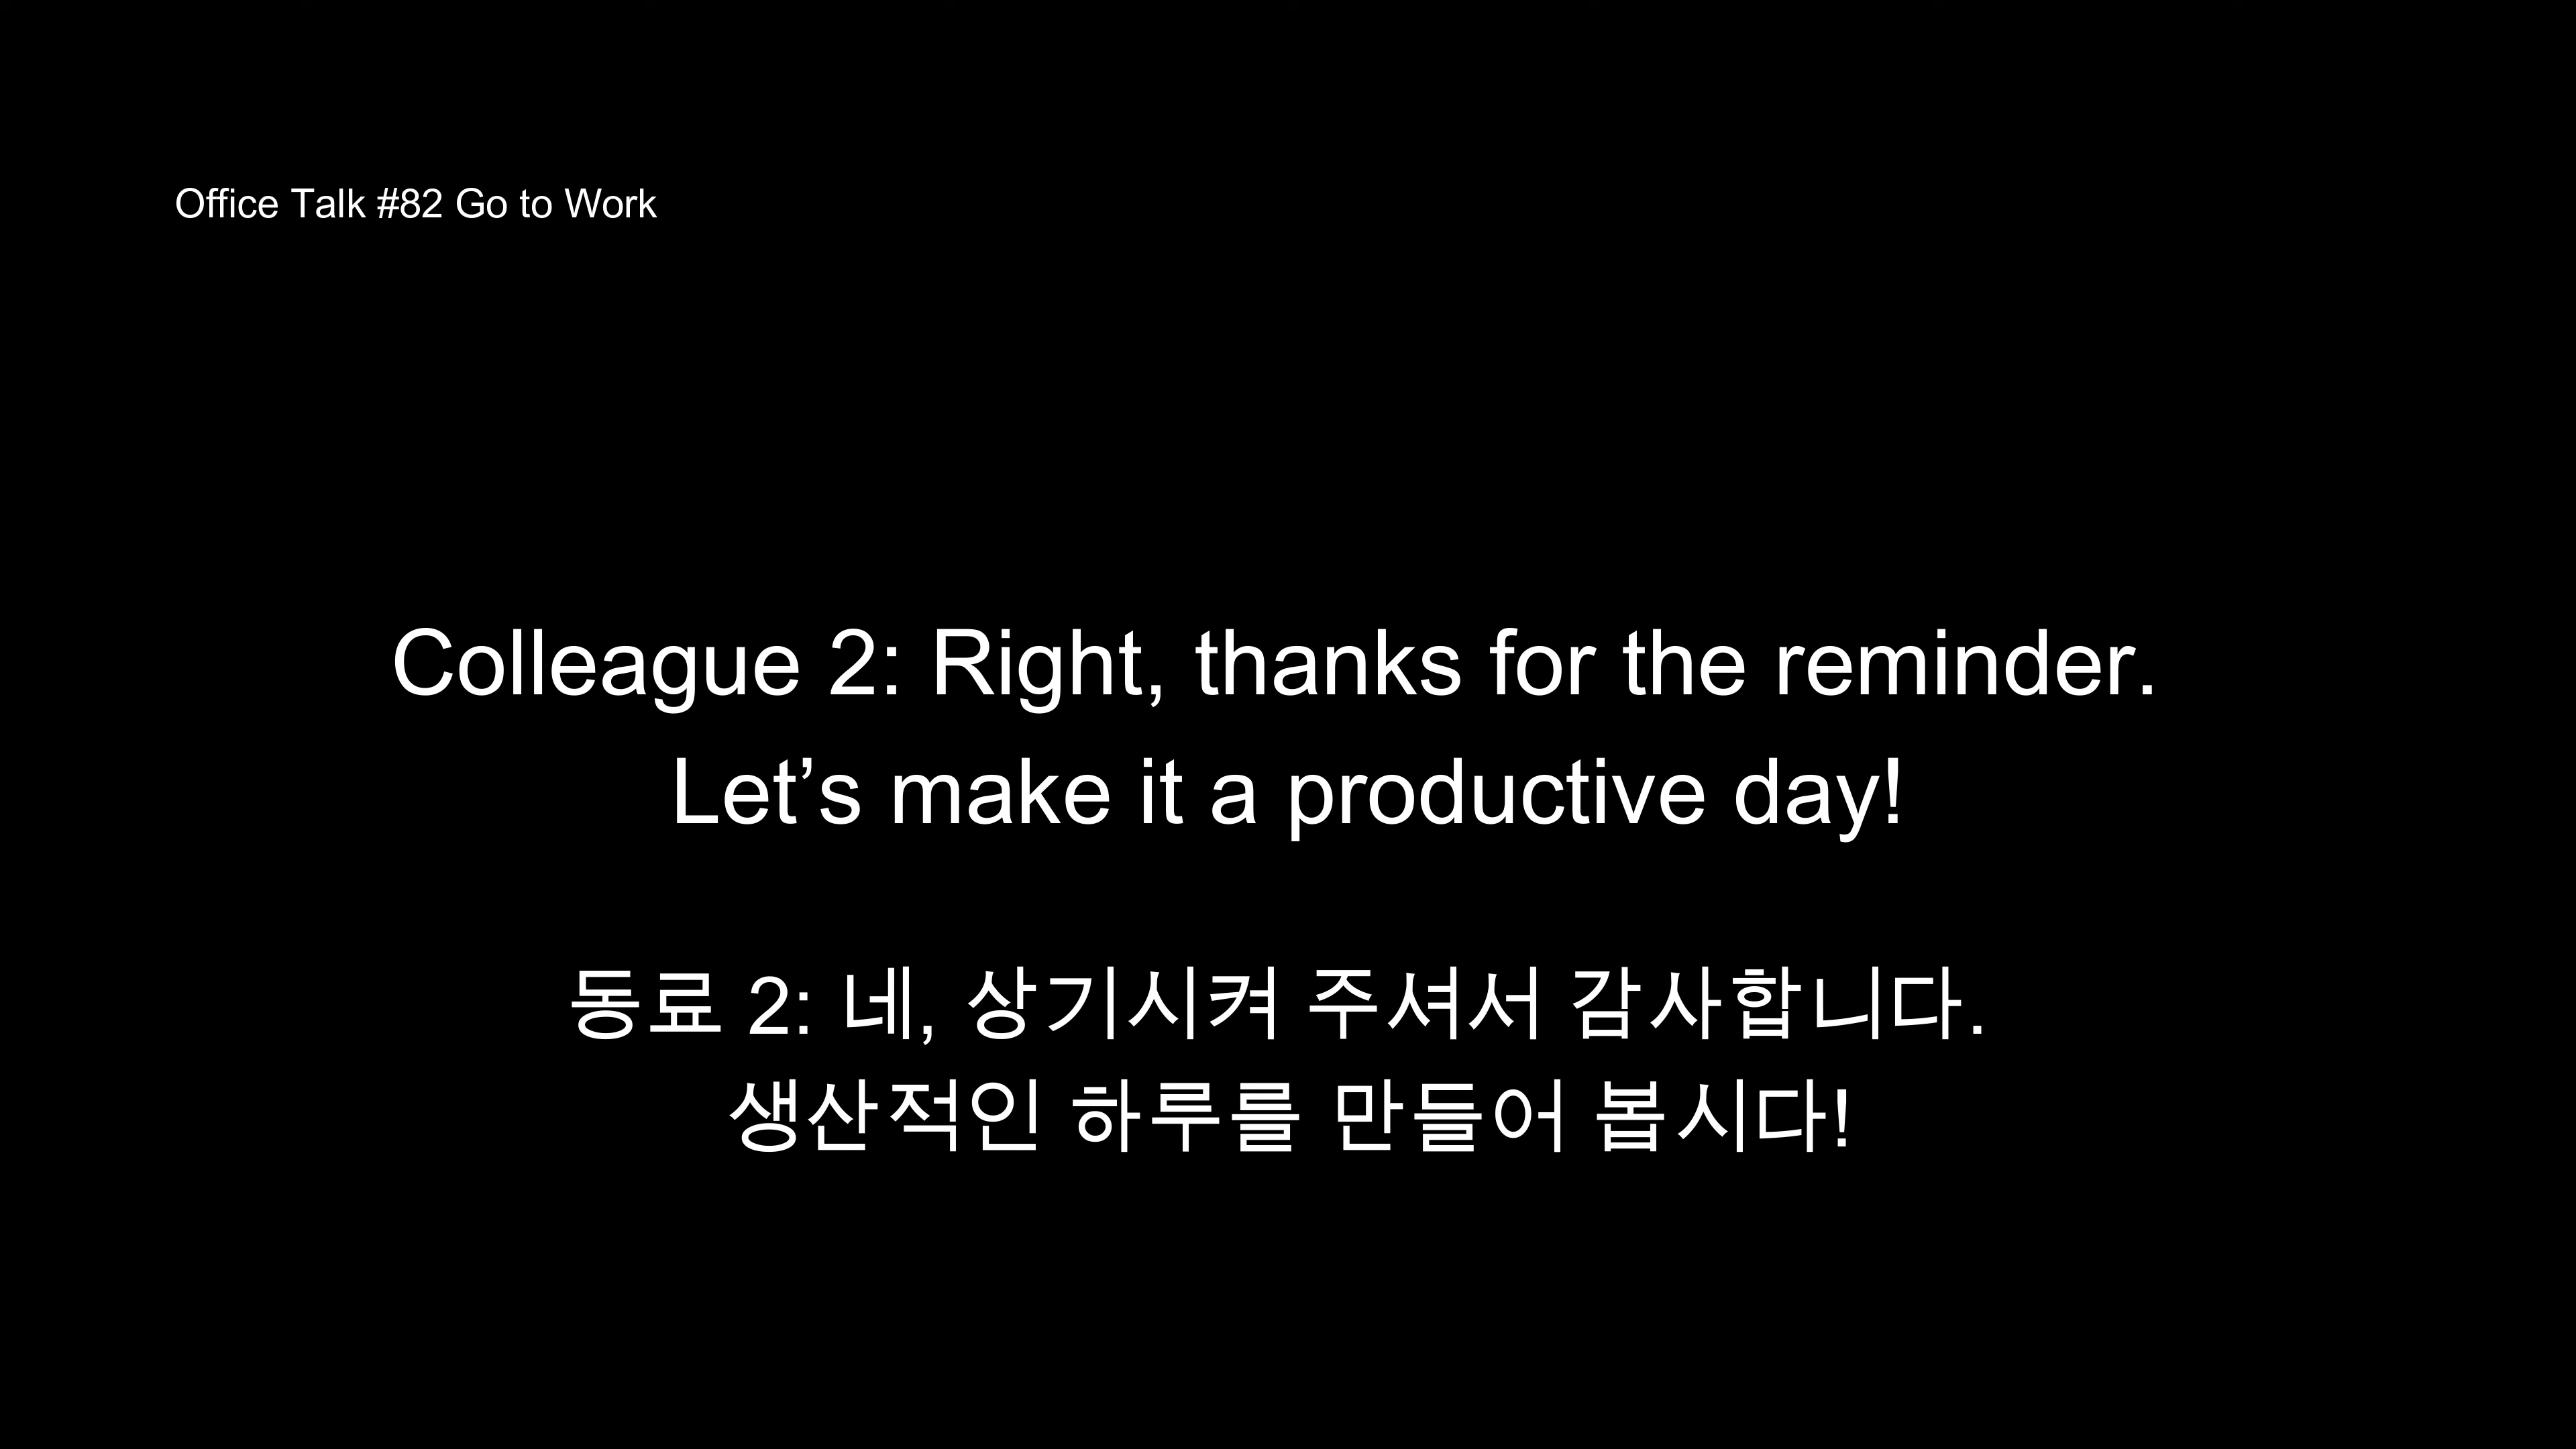 Office Talk #82 Go to Work
Colleague 2: Right, thanks for the reminder.
Let’s make it a productive day!
동료 2: 네, 상기시켜 주셔서 감사합니다.
생산적인 하루를 만들어 봅시다!